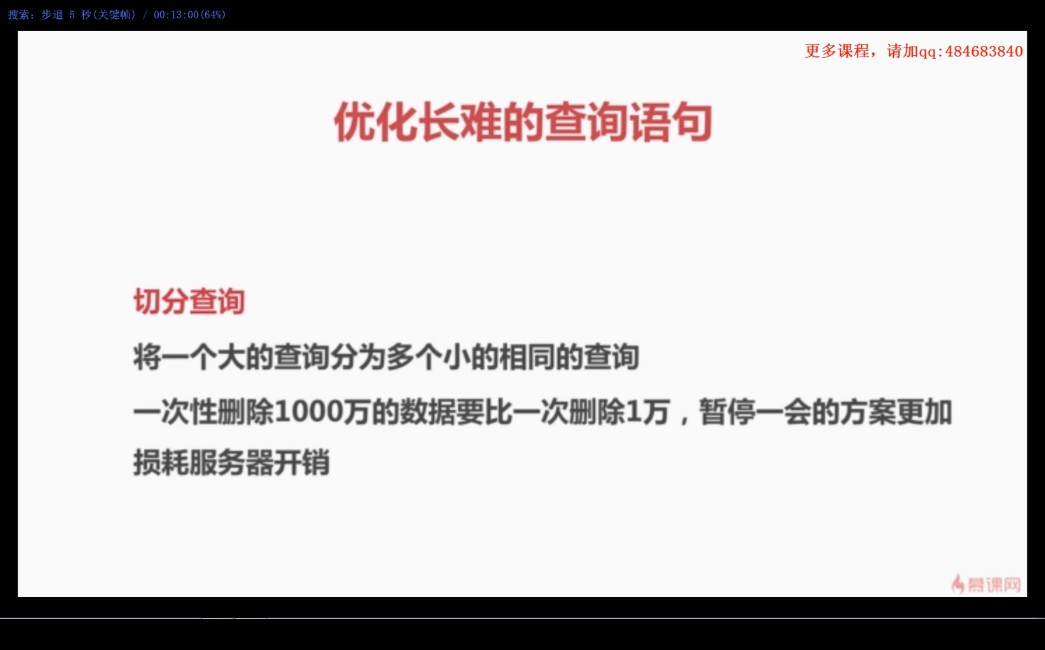 搜索: 步退 5 秒(关键帧) / 00:13:00(64%)
更多课程，请加qq:484683840
优化长难的查询语句
切分查询
将一个大的查询分为多个小的相同的查询
一次性删除1000万的数据要比一次删除1万，暂停一会的方案更加
损耗服务器开销
慕课网